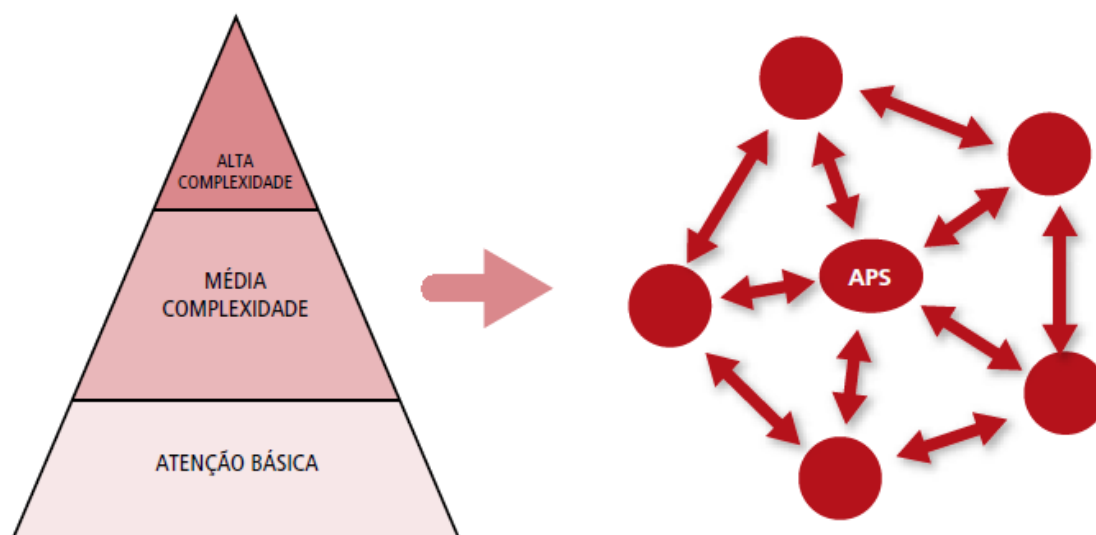 ALTA
COMPLEXIDADE
MÉDIA
COMPLEXIDADE
ATENÇÃO BÁSICA
APS